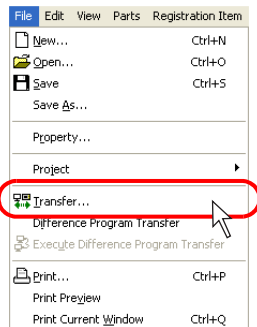 File Edit View Parts Registration Item
New... Ctrl+N
Open... Ctrl+O
Save Ctrl+S
Save As...
Property...
Project
Transfer...
Difference Program Transfer
Execute Difference Program Transfer
Print... Ctrl+P
Print Preview
Print Current Window Ctrl+Q